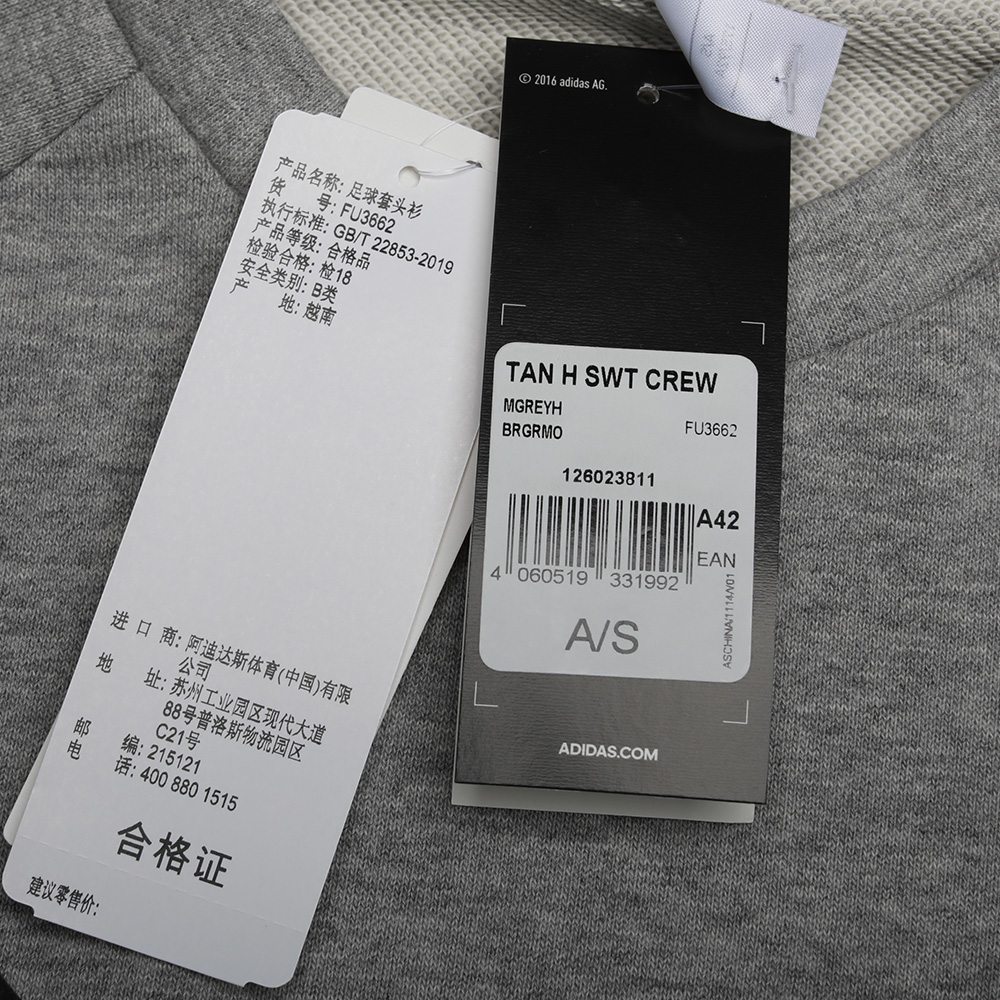 产品名称: 足球套头衫
货 号: FU3662
执行标准: GB/T 22853-2019
产品等级: 合格品
检验合格: 检18
安全类别: B类
产 地: 越南
进 口 商: 阿迪达斯体育(中国)有限
公司
地 址: 苏州工业园区现代大道
88号普洛斯物流园区
C21号
邮 编: 215121
电 话: 400 880 1515
合格证
建议零售价:
© 2016 adidas AG.
TAN H SWT CREW
MGREYH
BRGRMO FU3662
126023811
A42
EAN
4 060519 331992
A/S
ASCHINA/1114/V01
ADIDAS.COM